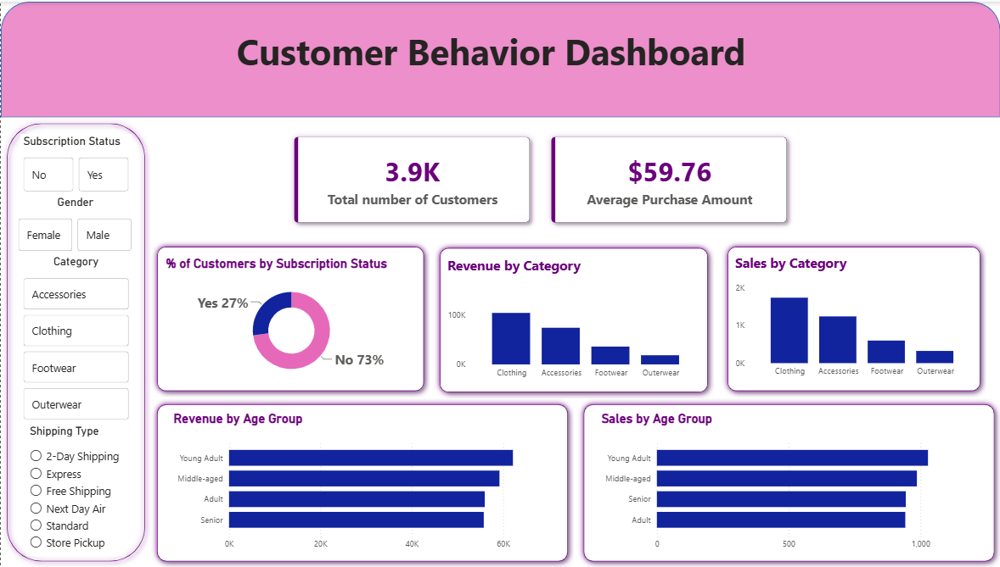 Customer Behavior Dashboard
Subscription Status
No
Yes
Gender
Female
Male
Category
Accessories
Clothing
Footwear
Outerwear
Shipping Type
2-Day Shipping
Express
Free Shipping
Next Day Air
Standard
Store Pickup
3.9K
Total number of Customers
$59.76
Average Purchase Amount
% of Customers by Subscription Status
Yes 27%
No 73%
Revenue by Category
100K
0K
Clothing
Accessories
Footwear
Outerwear
Sales by Category
2K
1K
0K
Clothing
Accessories
Footwear
Outerwear
Revenue by Age Group
Young Adult
Middle-aged
Adult
Senior
0K
20K
40K
60K
Sales by Age Group
Young Adult
Middle-aged
Senior
Adult
0
500
1,000